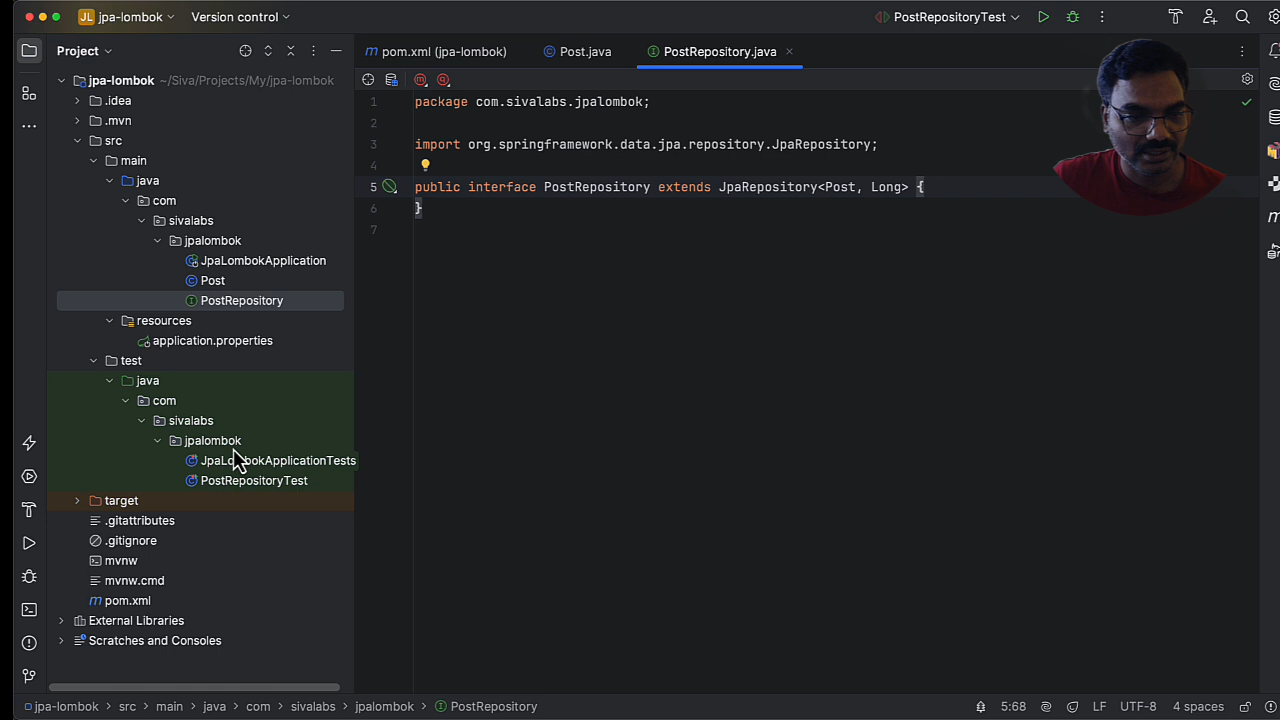 JL jpa-lombok Version control PostRepositoryTest
Project
pom.xml (jpa-lombok) Post.java PostRepository.java
jpa-lombok ~/Siva/Projects/My/jpa-lombok
.idea
.mvn
src
main
java
com
sivalabs
jpalombok
JpaLombokApplication
Post
PostRepository
resources
application.properties
test
java
com
sivalabs
jpalombok
JpaLombokApplicationTests
PostRepositoryTest
target
.gitattributes
.gitignore
mvnw
mvnw.cmd
pom.xml
External Libraries
Scratches and Consoles
1 package com.sivalabs.jpalombok;
2
3 import org.springframework.data.jpa.repository.JpaRepository;
4
5 public interface PostRepository extends JpaRepository<Post, Long> {
6 }
7
jpa-lombok > src > main > java > com > sivalabs > jpalombok > PostRepository 5:68 LF UTF-8 4 spaces